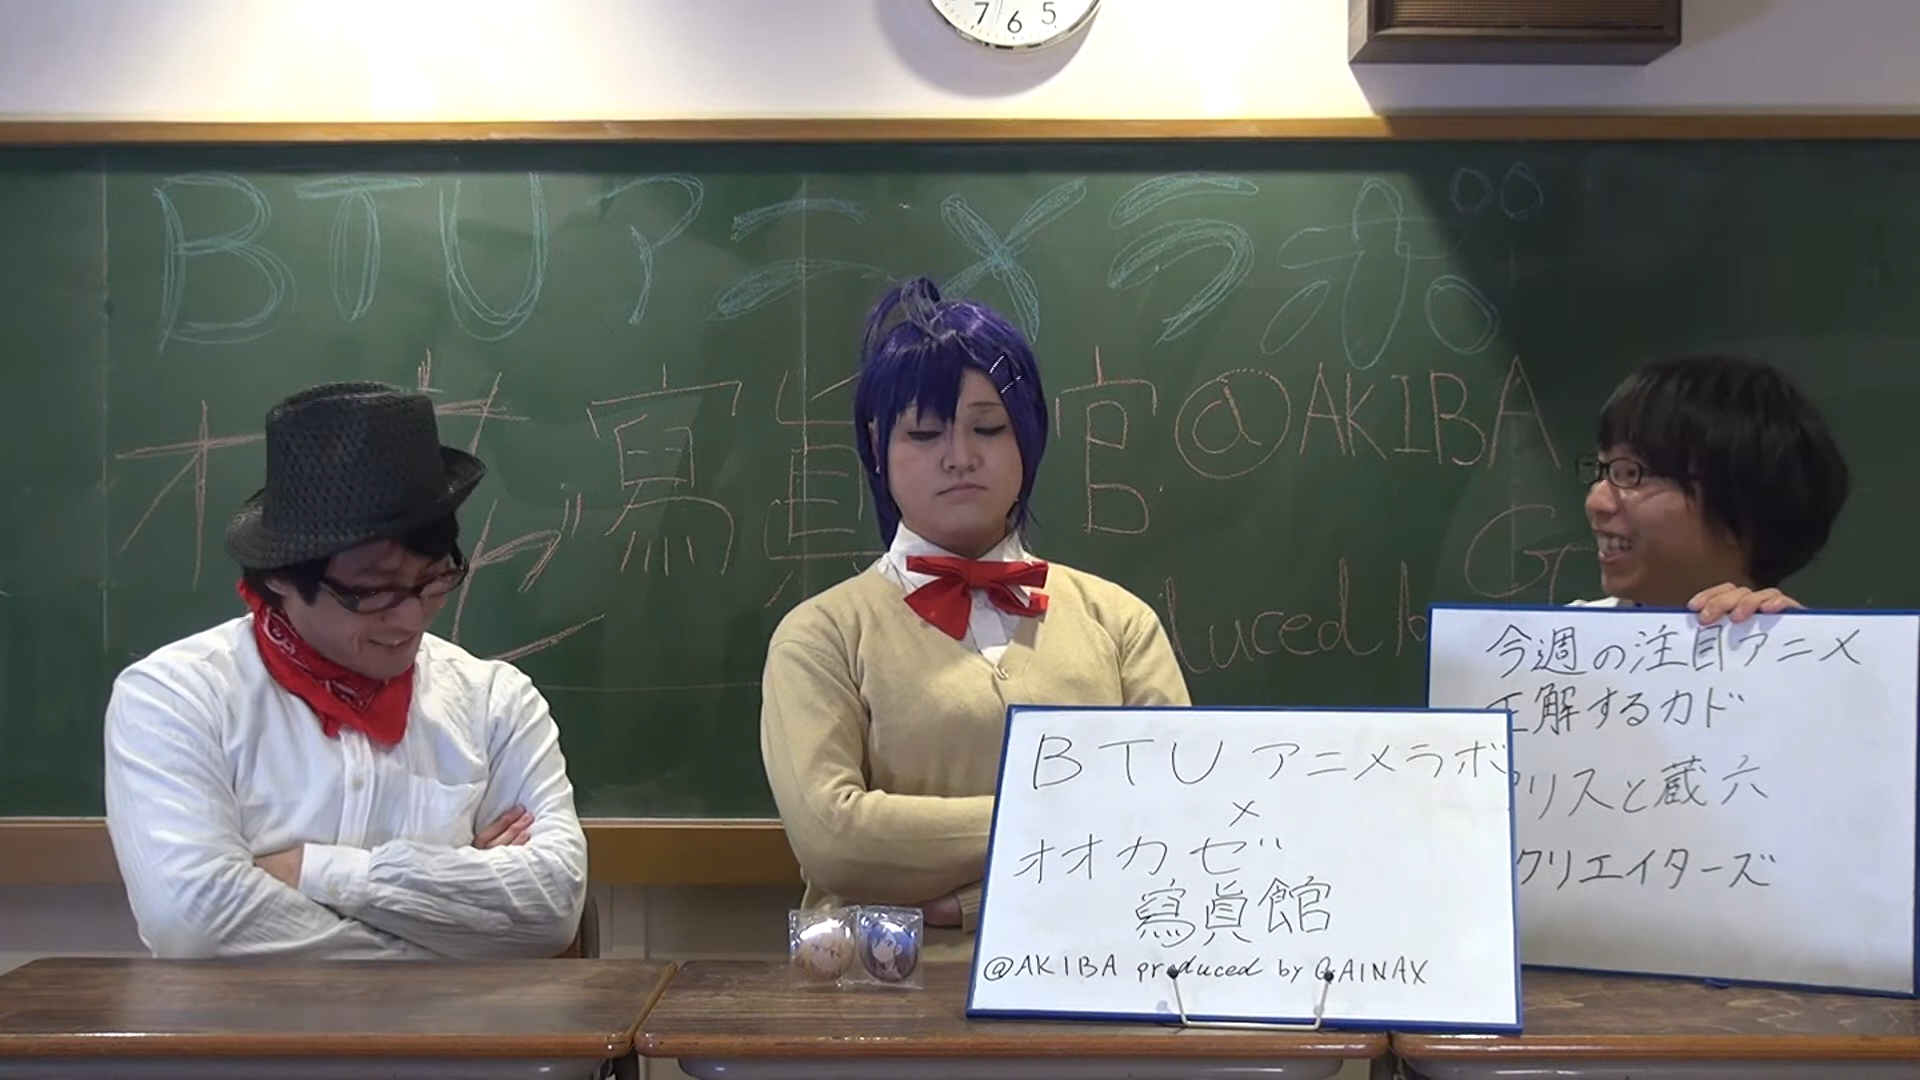 7 6 5
BTUアニメラボ
オオ
カゼ寫眞館@AKIBA
duced b G
今週の注目アニメ
正解するカド
アリスと蔵六
クリエイターズ
BTUアニメラボ
×
オオカゼ
寫眞館
@AKIBA produced by GAINAX